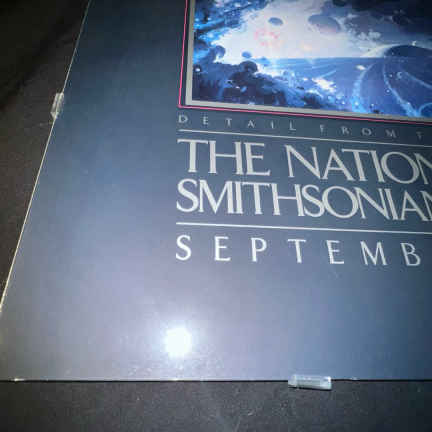 DETAIL FROM T
THE NATION
SMITHSONIAN
SEPTEMB